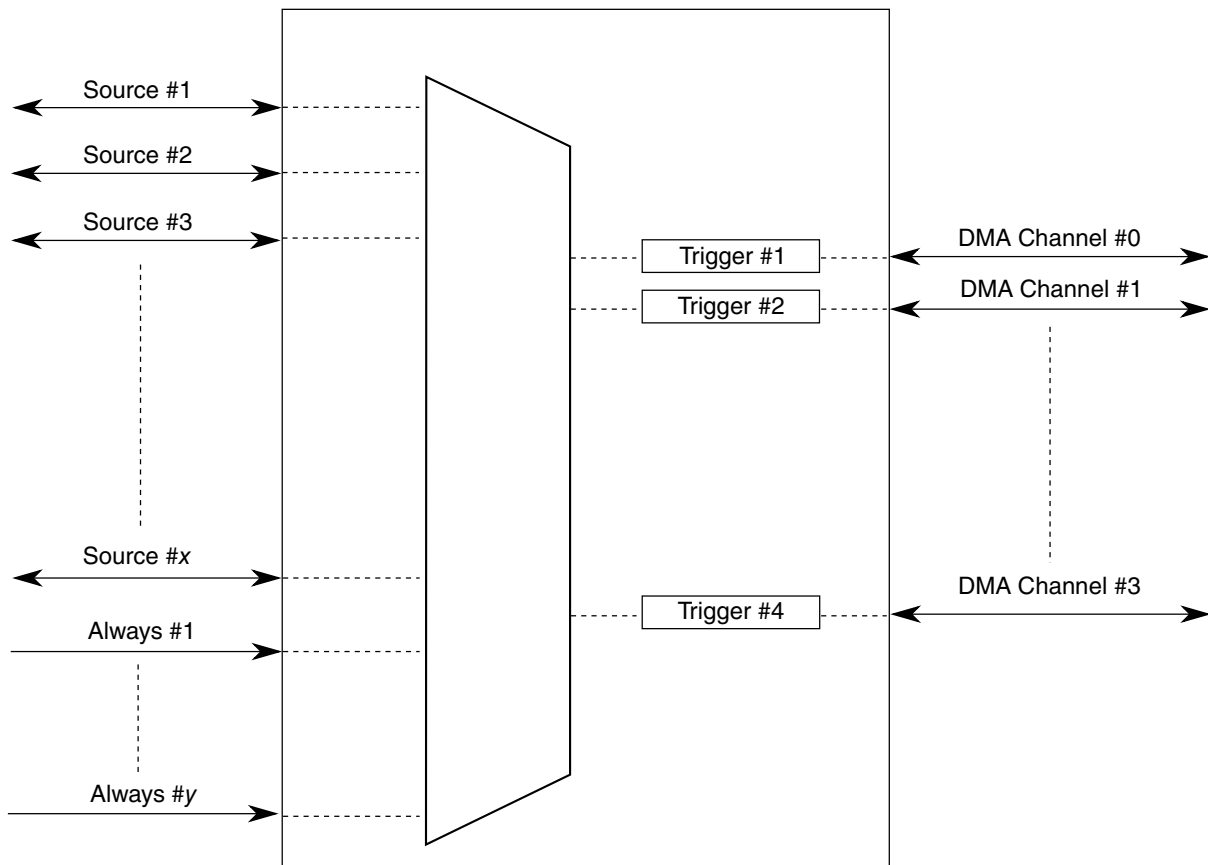 Source #1
Source #2
Source #3
Source #x
Always #1
Always #y
Trigger #1
Trigger #2
Trigger #4
DMA Channel #0
DMA Channel #1
DMA Channel #3